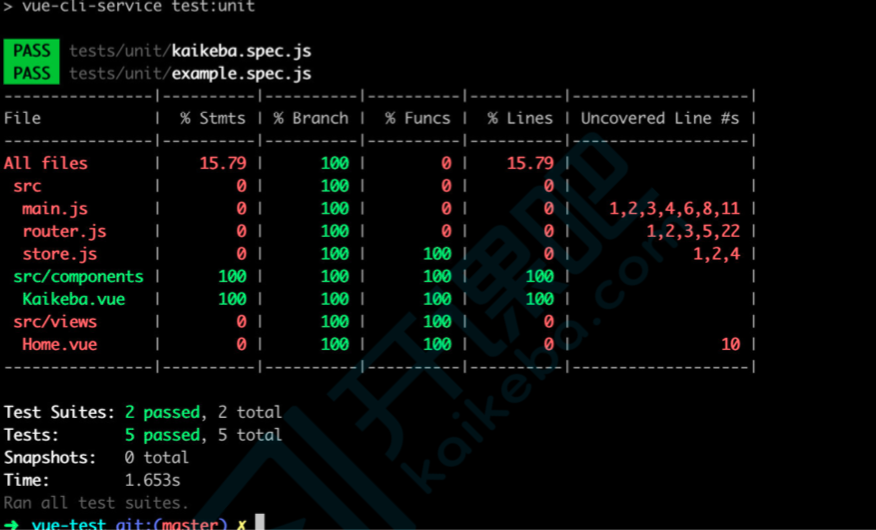 > vue-cli-service test:unit
PASS tests/unit/kaikeba.spec.js
PASS tests/unit/example.spec.js
----------------|----------|----------|----------|----------|-------------------|
File | % Stmts | % Branch | % Funcs | % Lines | Uncovered Line #s |
----------------|----------|----------|----------|----------|-------------------|
All files | 15.79 | 100 | 0 | 15.79 | |
src | 0 | 100 | 0 | 0 | |
main.js | 0 | 100 | 0 | 0 | 1,2,3,4,6,8,11 |
router.js | 0 | 100 | 0 | 0 | 1,2,3,5,22 |
store.js | 0 | 100 | 100 | 0 | 1,2,4 |
src/components | 100 | 100 | 100 | 100 | |
Kaikeba.vue | 100 | 100 | 100 | 100 | |
src/views | 0 | 100 | 100 | 0 | |
Home.vue | 0 | 100 | 100 | 0 | 10 |
----------------|----------|----------|----------|----------|-------------------|
Test Suites: 2 passed, 2 total
Tests: 5 passed, 5 total
Snapshots: 0 total
Time: 1.653s
Ran all test suites.
➜ vue-test git:(master) ✗
开课吧
kaikeba.com